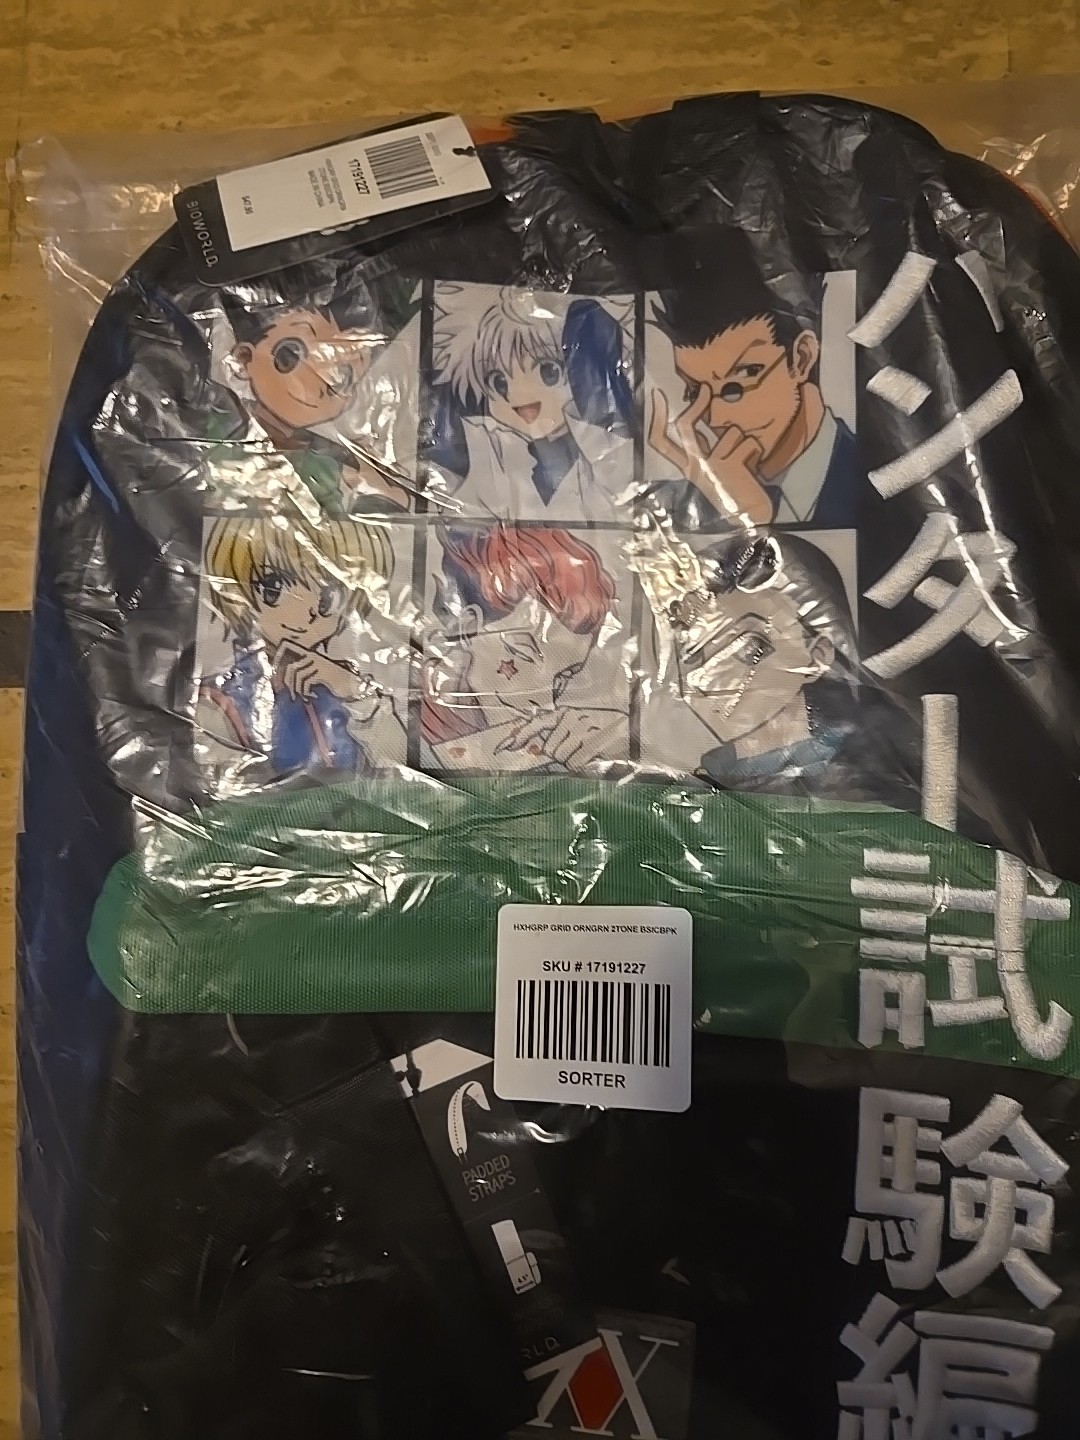 17191227
BIOWORLD
ハンター試験編
HXHGRP GRID ORNGRN 2TONE BSICBPK
SKU # 17191227
SORTER
PADDED
STRAPS